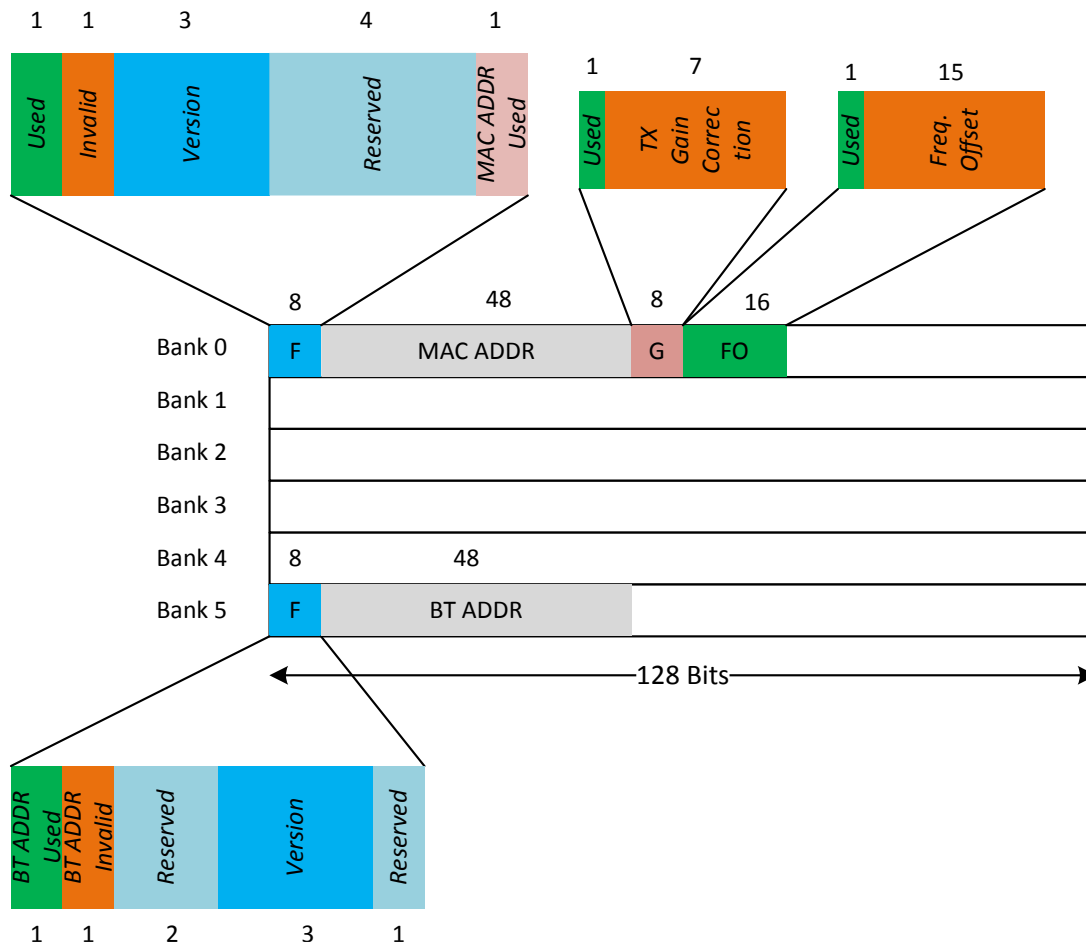 1 1 3 4 1
Used
Invalid
Version
Reserved
MAC ADDR
Used
1 7
Used
TX
Gain
Correc
tion
1 15
Used
Freq.
Offset
8 48 8 16
Bank 0 F MAC ADDR G FO
Bank 1
Bank 2
Bank 3
Bank 4 8 48
Bank 5 F BT ADDR
128 Bits
BT ADDR
Used
BT ADDR
Invalid
Reserved
Version
Reserved
1 1 2 3 1